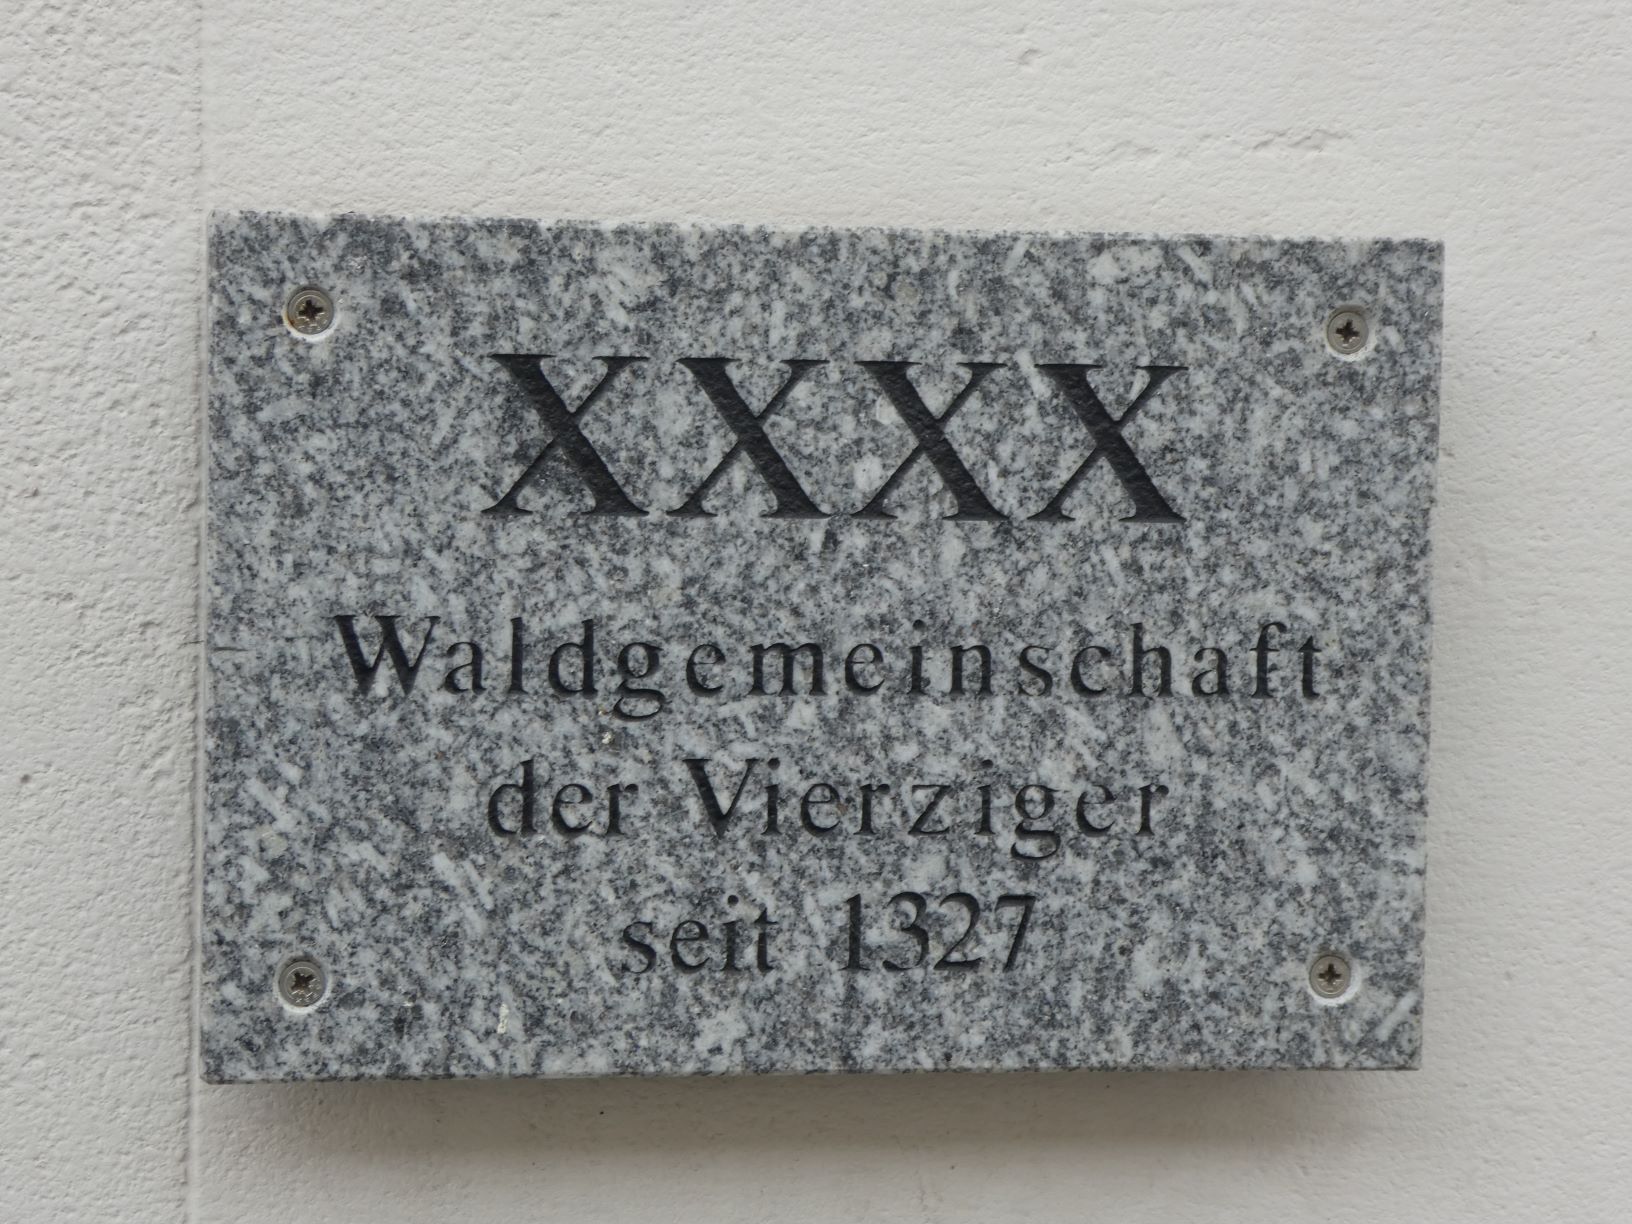 XXXX
Waldgemeinschaft
der Vierziger
seit 1327